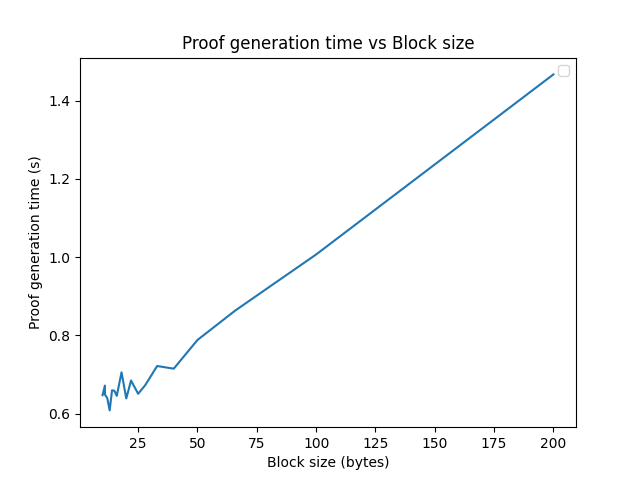 Proof generation time vs Block size
Proof generation time (s)
1.4
1.2
1.0
0.8
0.6
25 50 75 100 125 150 175 200
Block size (bytes)